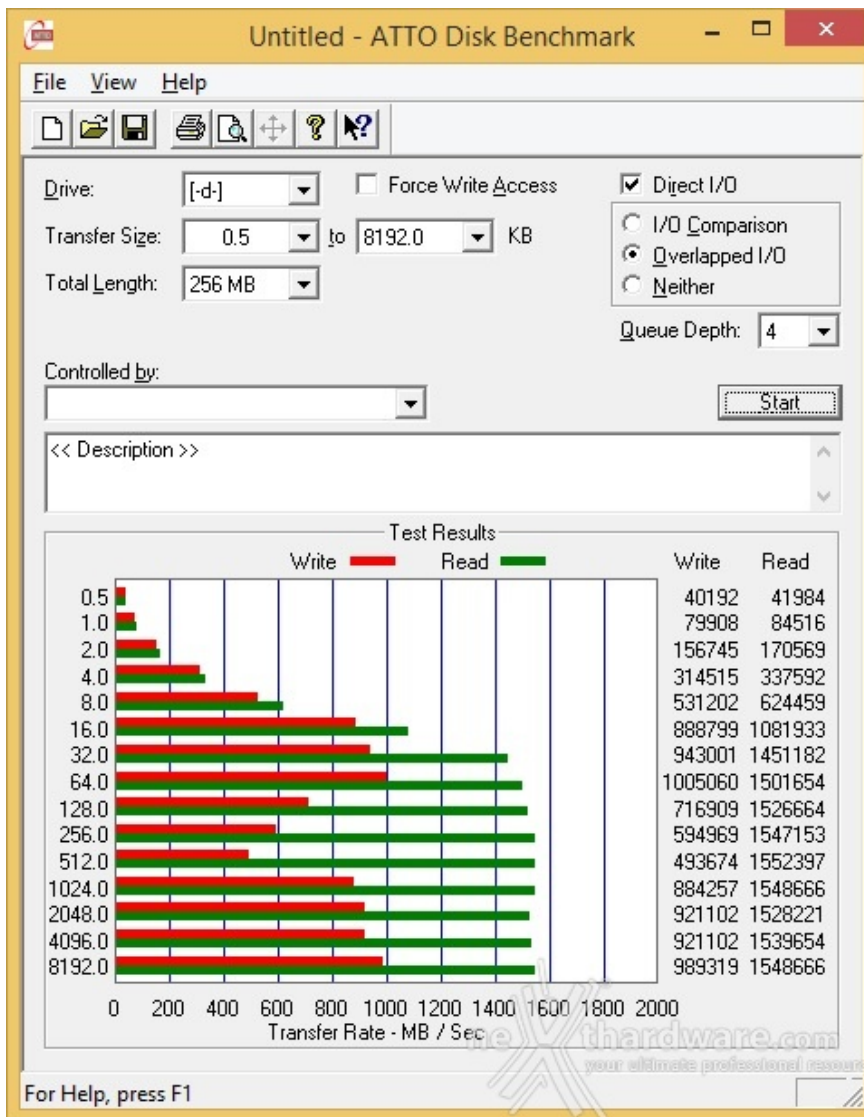 Untitled - ATTO Disk Benchmark
File View Help
Drive: [-d-] Force Write Access Direct I/O
Transfer Size: 0.5 to 8192.0 KB I/O Comparison
Overlapped I/O
Total Length: 256 MB Neither
Queue Depth: 4
Controlled by:
Start
<< Description >>
Test Results
Write Read Write Read
0.5 40192 41984
1.0 79908 84516
2.0 156745 170569
4.0 314515 337592
8.0 531202 624459
16.0 888799 1081933
32.0 943001 1451182
64.0 1005060 1501654
128.0 716909 1526664
256.0 594969 1547153
512.0 493674 1552397
1024.0 884257 1548666
2048.0 921102 1528221
4096.0 921102 1539654
8192.0 989319 1548666
0 200 400 600 800 1000 1200 1400 1600 1800 2000
Transfer Rate - MB / Sec
nexthardware.com
your ultimate professional resource
For Help, press F1